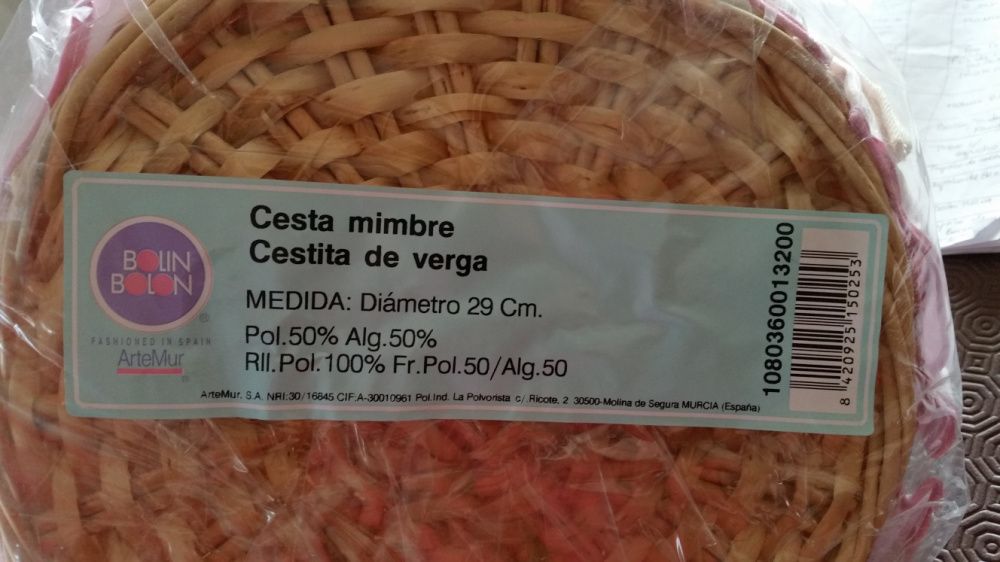 Cesta mimbre
Cestita de verga
MEDIDA: Diámetro 29 Cm.
Pol.50% Alg.50%
Rll.Pol.100% Fr.Pol.50/Alg.50
BOLIN
BOLON
®
FASHIONED IN SPAIN
ArteMur
®
ArteMur. S.A. NRI:30/16845 CIF.A-30010961 Pol.Ind. La Polvorista c/.Ricote, 2 30500-Molina de Segura MURCIA (España)
1080360013200
8 420925 150253